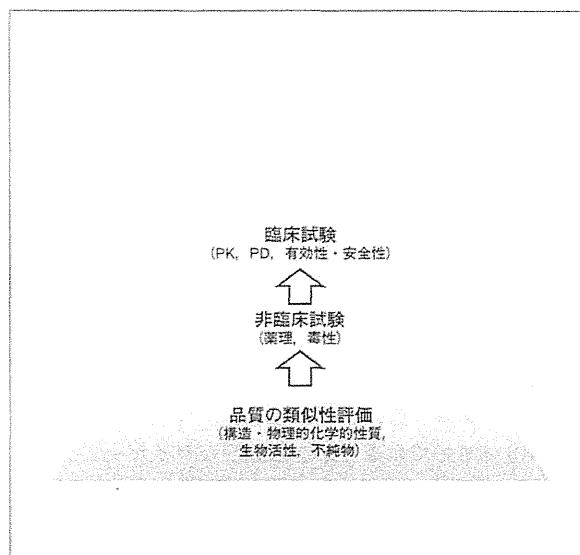 臨床試験
(PK, PD, 有効性・安全性)
非臨床試験
(薬理, 毒性)
品質の類似性評価
(構造・物理的化学的性質,
生物活性, 不純物)